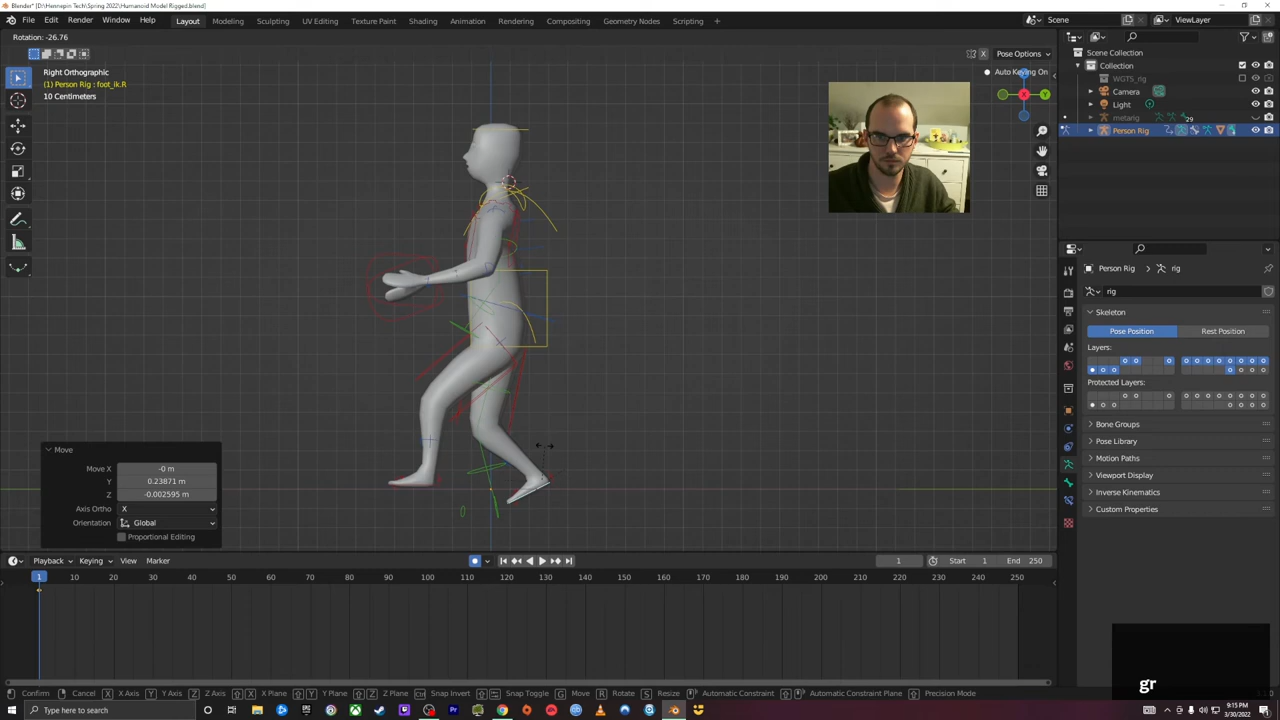 Blender* [D:\Hennepin Tech\Spring 2022\Humanoid Model Rigged.blend]
File Edit Render Window Help Layout Modeling Sculpting UV Editing Texture Paint Shading Animation Rendering Compositing Geometry Nodes Scripting + Scene ViewLayer
Rotation: -26.76
X Pose Options
Right Orthographic
(1) Person Rig : foot_ik.R
10 Centimeters
Auto Keying On
X Y
Scene Collection
Collection
WGTS_rig
Camera
Light
metarig 29
Person Rig
Person Rig > rig
rig
Skeleton
Pose Position Rest Position
Layers:
Protected Layers:
Bone Groups
Pose Library
Motion Paths
Viewport Display
Inverse Kinematics
Custom Properties
Move
Move X -0 m
Y 0.23871 m
Z -0.002595 m
Axis Ortho X
Orientation Global
Proportional Editing
Playback Keying View Marker 1 Start 1 End 250
1 10 20 30 40 50 60 70 80 90 100 110 120 130 140 150 160 170 180 190 200 210 220 230 240 250
gr
Confirm Cancel X X Axis Y Y Axis Z Z Axis X X Plane Y Y Plane Z Z Plane Ctrl Snap Invert Snap Toggle G Move R Rotate S Resize Automatic Constraint Automatic Constraint Plane Precision Mode
Type here to search
9:15 PM
3/30/2022